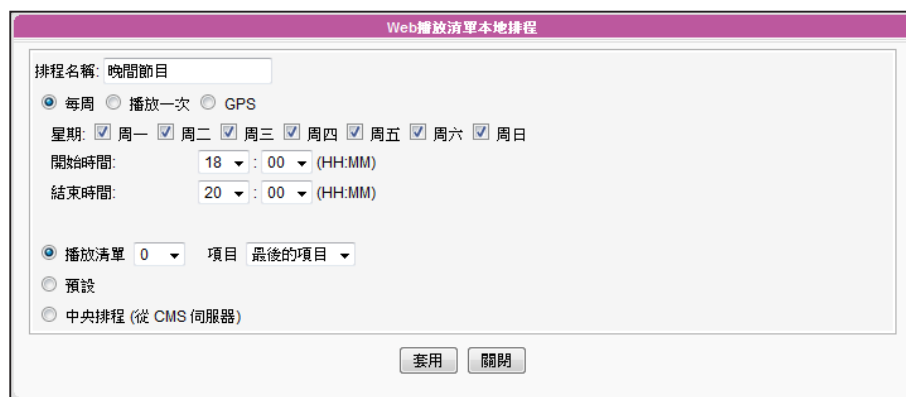 Web播放清單本地排程
排程名稱: 晚間節目
每周 播放一次 GPS
星期: 周一 周二 周三 周四 周五 周六 周日
開始時間: 18 : 00 (HH:MM)
結束時間: 20 : 00 (HH:MM)
播放清單 0 項目 最後的項目
預設
中央排程 (從 CMS 伺服器)
套用 關閉